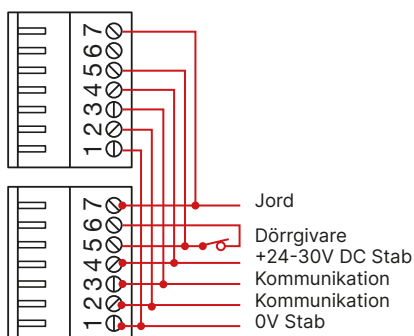 7
6
5
4
3
2
1
7
6
5
4
3
2
1
Jord
Dörrgivare
+24-30V DC Stab
Kommunikation
Kommunikation
0V Stab